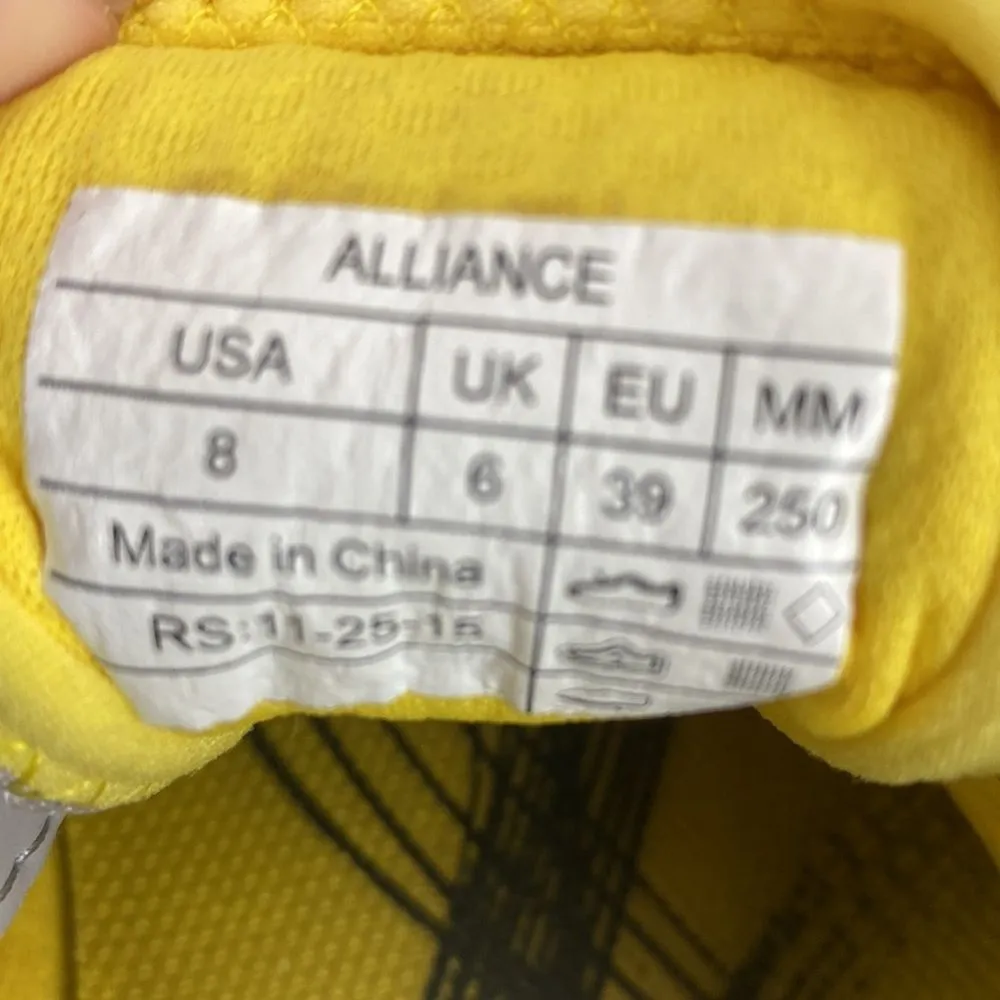 ALLIANCE
USA UK EU MM
8 6 39 250
Made in China
RS:11-25-15